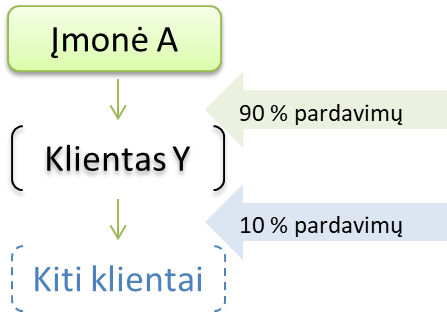 Įmonė A
90 % pardavimų
Klientas Y
10 % pardavimų
Kiti klientai